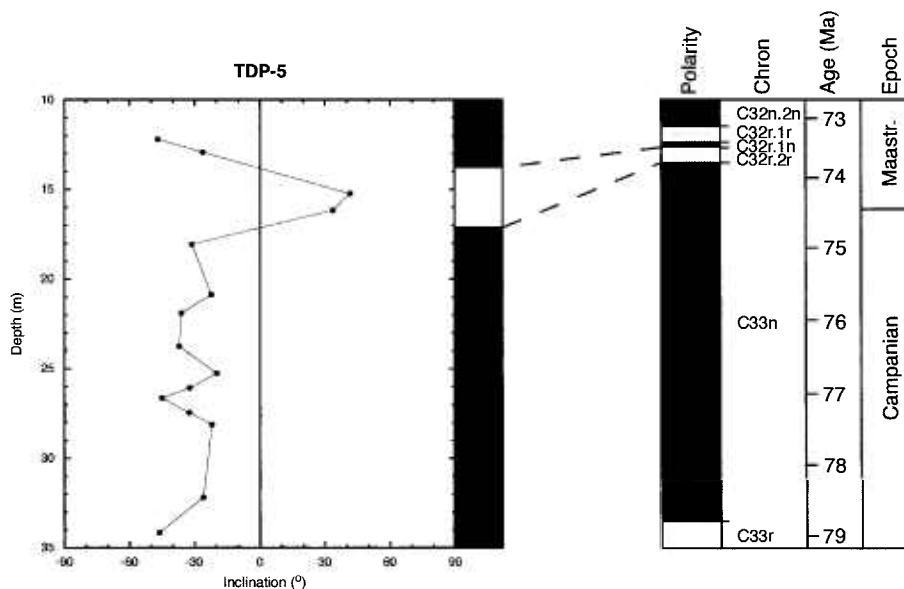 TDP-5
10
15
20
25
30
35
Depth (m)
-90
-60
-30
0
30
60
90
Inclination (°)
Polarity
Chron
Age (Ma)
Epoch
C32n.2n
C32r.1r
C32r.1n
C32r.2r
C33n
C33r
73
74
75
76
77
78
79
Maastr.
Campanian